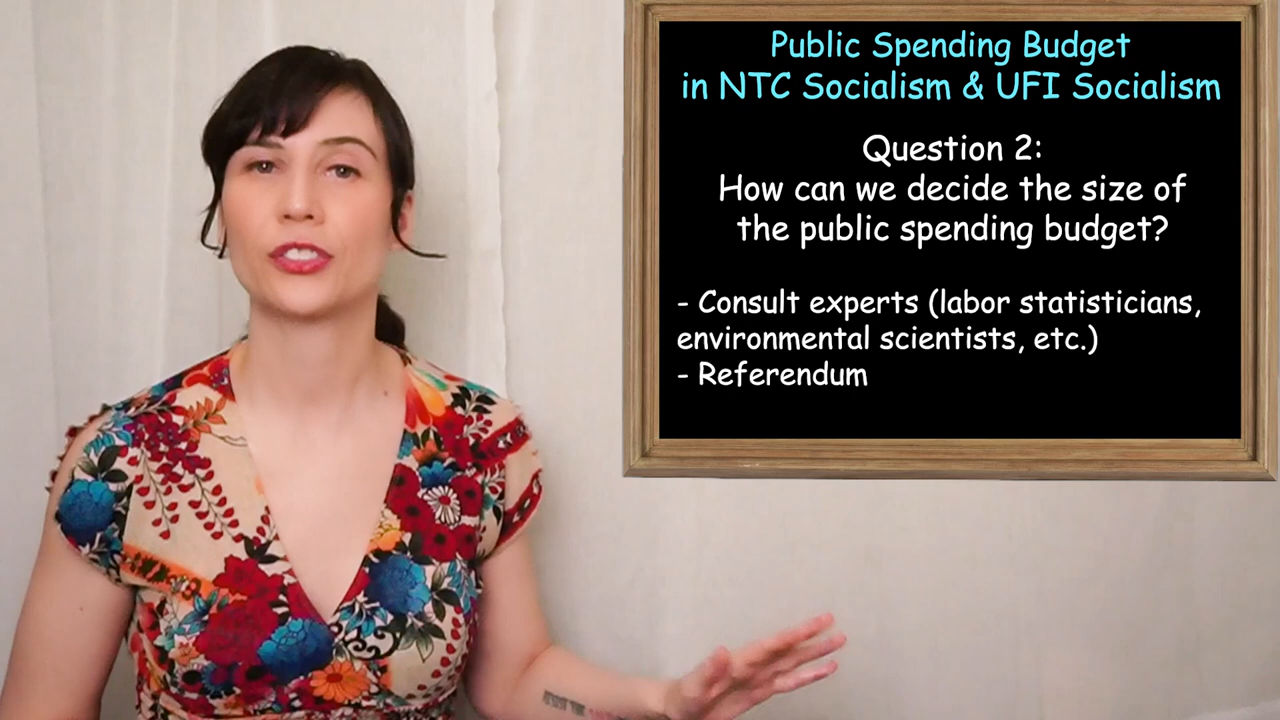 Public Spending Budget
in NTC Socialism & UFI Socialism
Question 2:
How can we decide the size of
the public spending budget?
- Consult experts (labor statisticians,
environmental scientists, etc.)
- Referendum